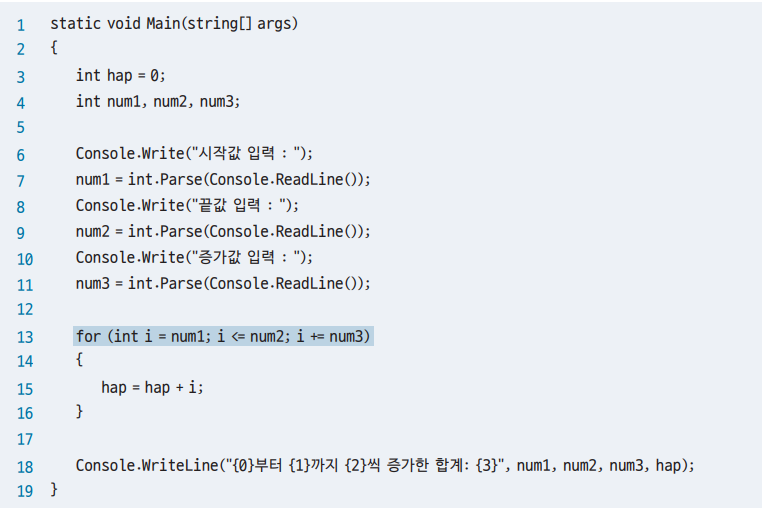 1 static void Main(string[] args)
2 {
3 int hap = 0;
4 int num1, num2, num3;
5
6 Console.Write("시작값 입력 : ");
7 num1 = int.Parse(Console.ReadLine());
8 Console.Write("끝값 입력 : ");
9 num2 = int.Parse(Console.ReadLine());
10 Console.Write("증가값 입력 : ");
11 num3 = int.Parse(Console.ReadLine());
12
13 for (int i = num1; i <= num2; i += num3)
14 {
15 hap = hap + i;
16 }
17
18 Console.WriteLine("{0}부터 {1}까지 {2}씩 증가한 합계: {3}", num1, num2, num3, hap);
19 }